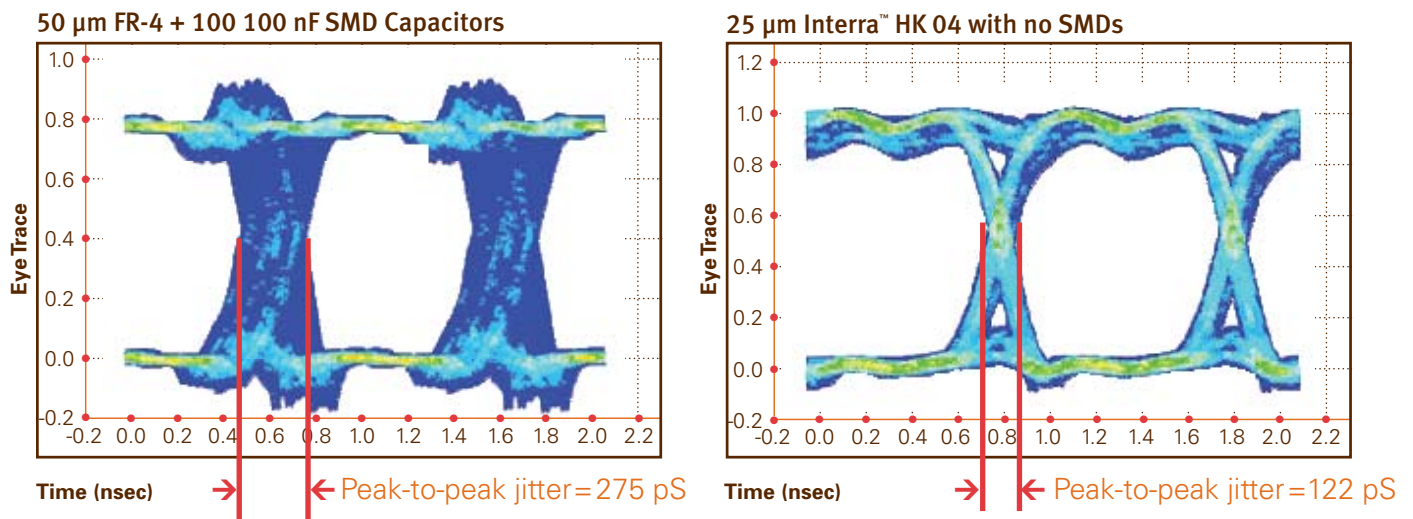 50 µm FR-4 + 100 100 nF SMD Capacitors
1.0
0.8
0.6
0.4
0.2
0.0
-0.2
Eye Trace
-0.2 0.0 0.2 0.4 0.6 0.8 1.0 1.2 1.4 1.6 1.8 2.0 2.2
Time (nsec)
Peak-to-peak jitter=275 pS
25 µm Interra™ HK 04 with no SMDs
1.2
1.0
0.8
0.6
0.4
0.2
0.0
-0.2
Eye Trace
-0.2 0.0 0.2 0.4 0.6 0.8 1.0 1.2 1.4 1.6 1.8 2.0 2.2
Time (nsec)
Peak-to-peak jitter=122 pS